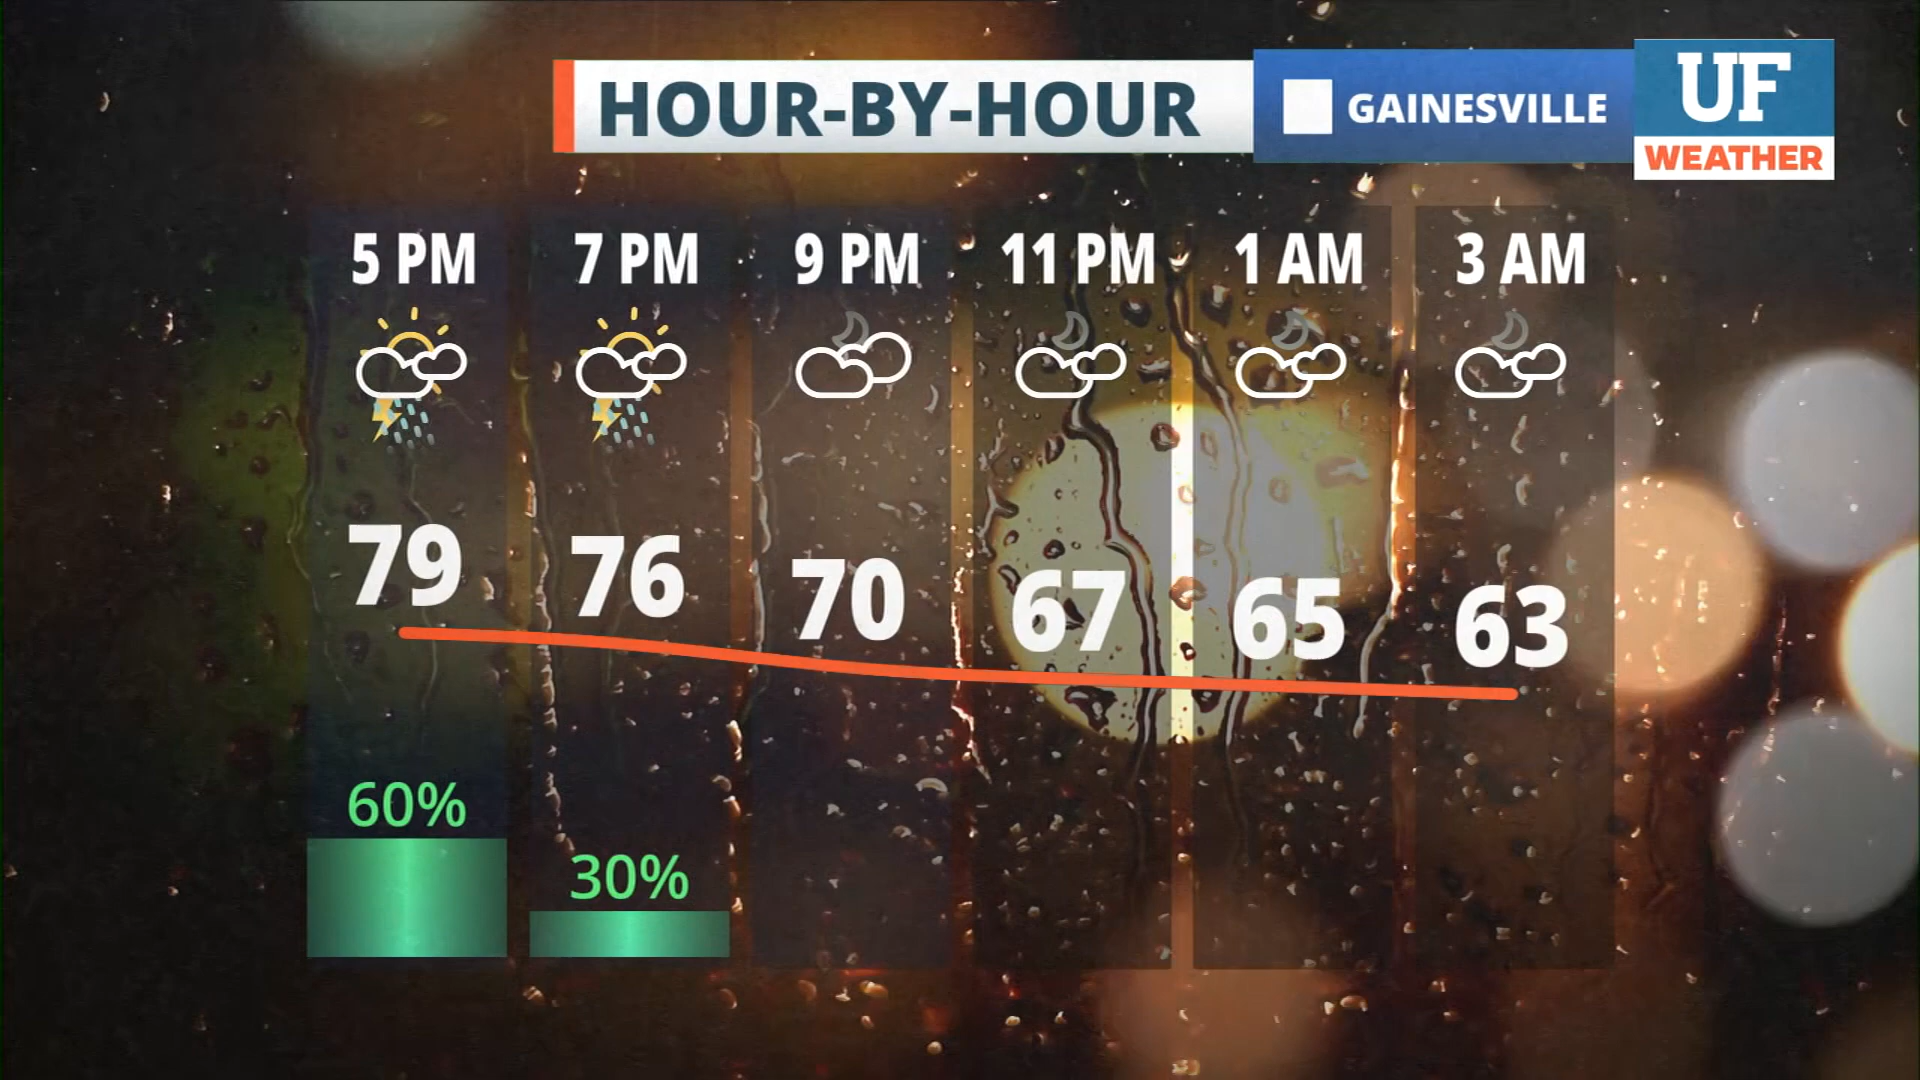 HOUR-BY-HOUR
GAINESVILLE
UF
WEATHER
5 PM 7 PM 9 PM 11 PM 1 AM 3 AM
79 76 70 67 65 63
60%
30%